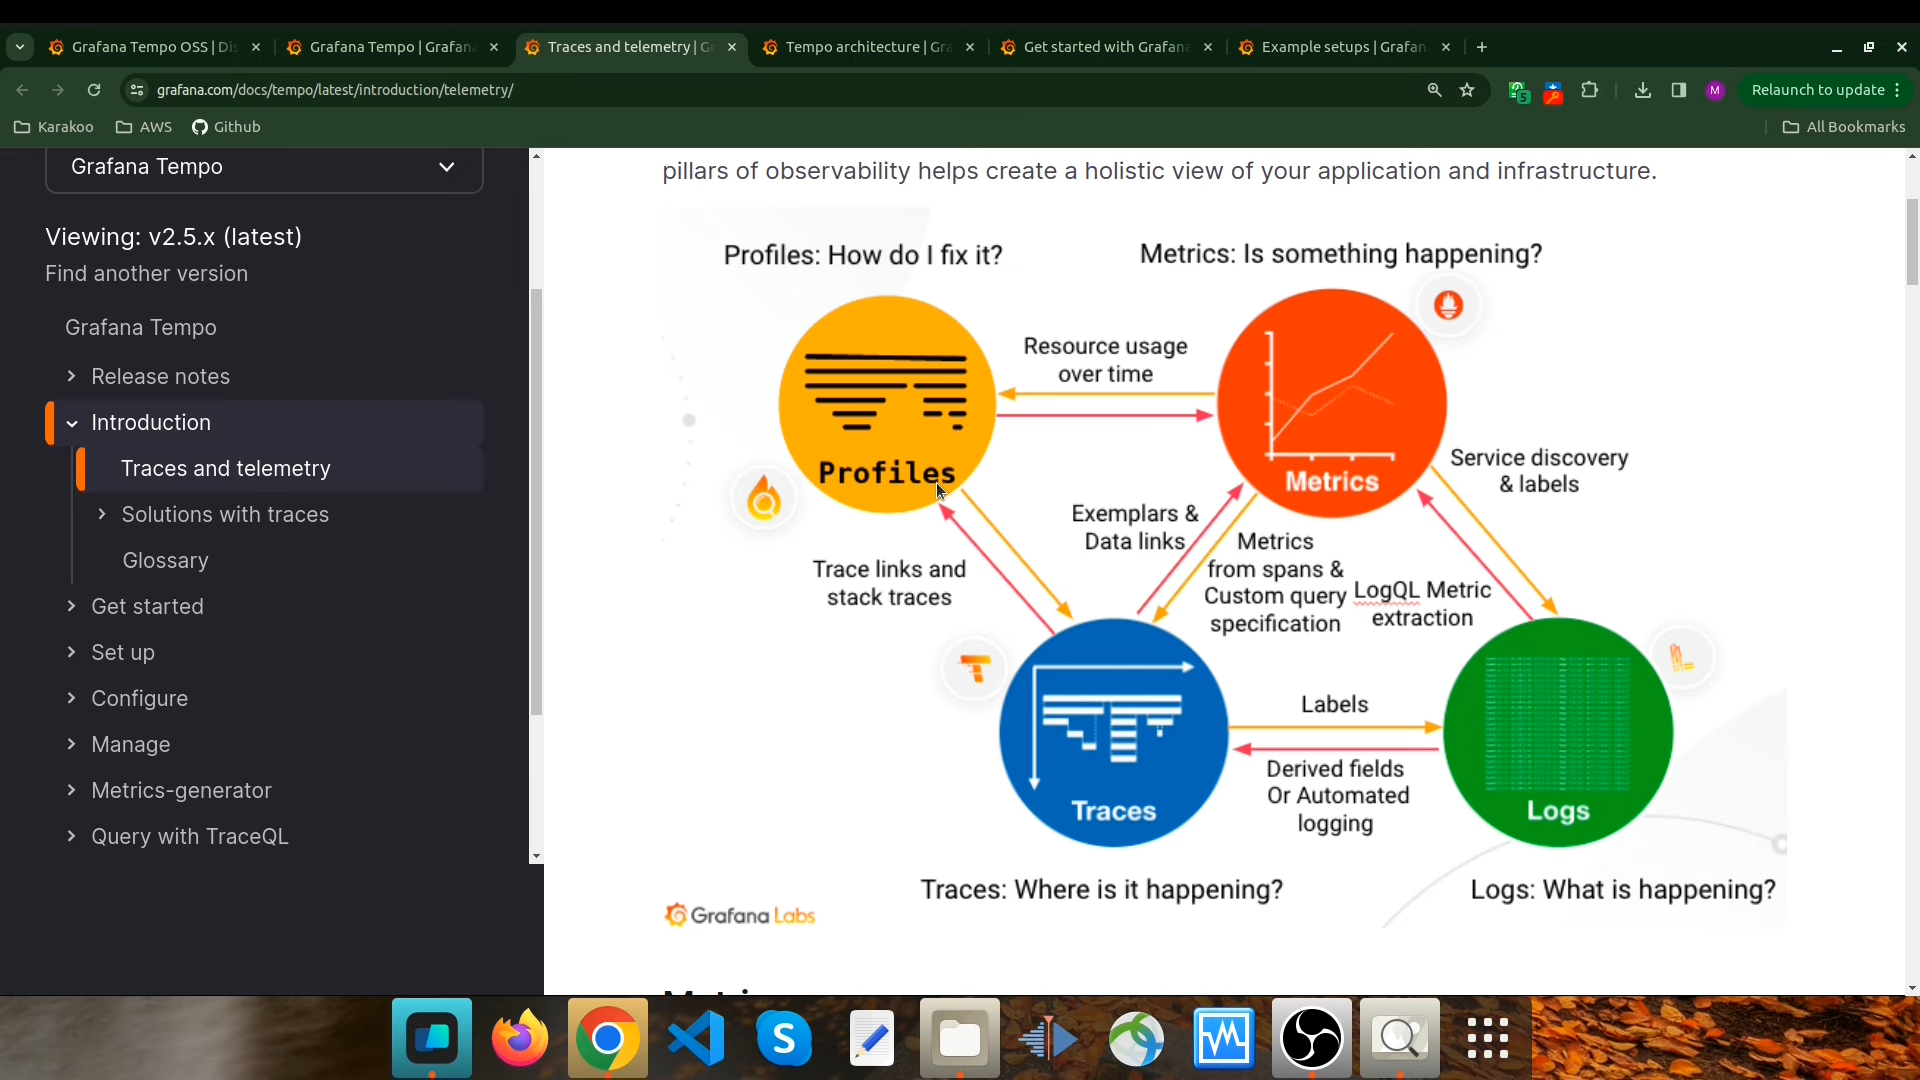 Grafana Tempo OSS | Dis
Grafana Tempo | Grafana
Traces and telemetry | Gr
Tempo architecture | Gra
Get started with Grafana
Example setups | Grafan
grafana.com/docs/tempo/latest/introduction/telemetry/
5
M
Relaunch to update
Karakoo
AWS
Github
All Bookmarks
Grafana Tempo
Viewing: v2.5.x (latest)
Find another version
Grafana Tempo
Release notes
Introduction
Traces and telemetry
Solutions with traces
Glossary
Get started
Set up
Configure
Manage
Metrics-generator
Query with TraceQL
pillars of observability helps create a holistic view of your application and infrastructure.
Profiles: How do I fix it?
Metrics: Is something happening?
Resource usage
over time
Profiles
Metrics
Service discovery
& labels
Exemplars &
Data links
Metrics
from spans &
Custom query
specification
LogQL Metric
extraction
Trace links and
stack traces
Labels
Derived fields
Or Automated
logging
Traces
Logs
Traces: Where is it happening?
Logs: What is happening?
Grafana Labs
S